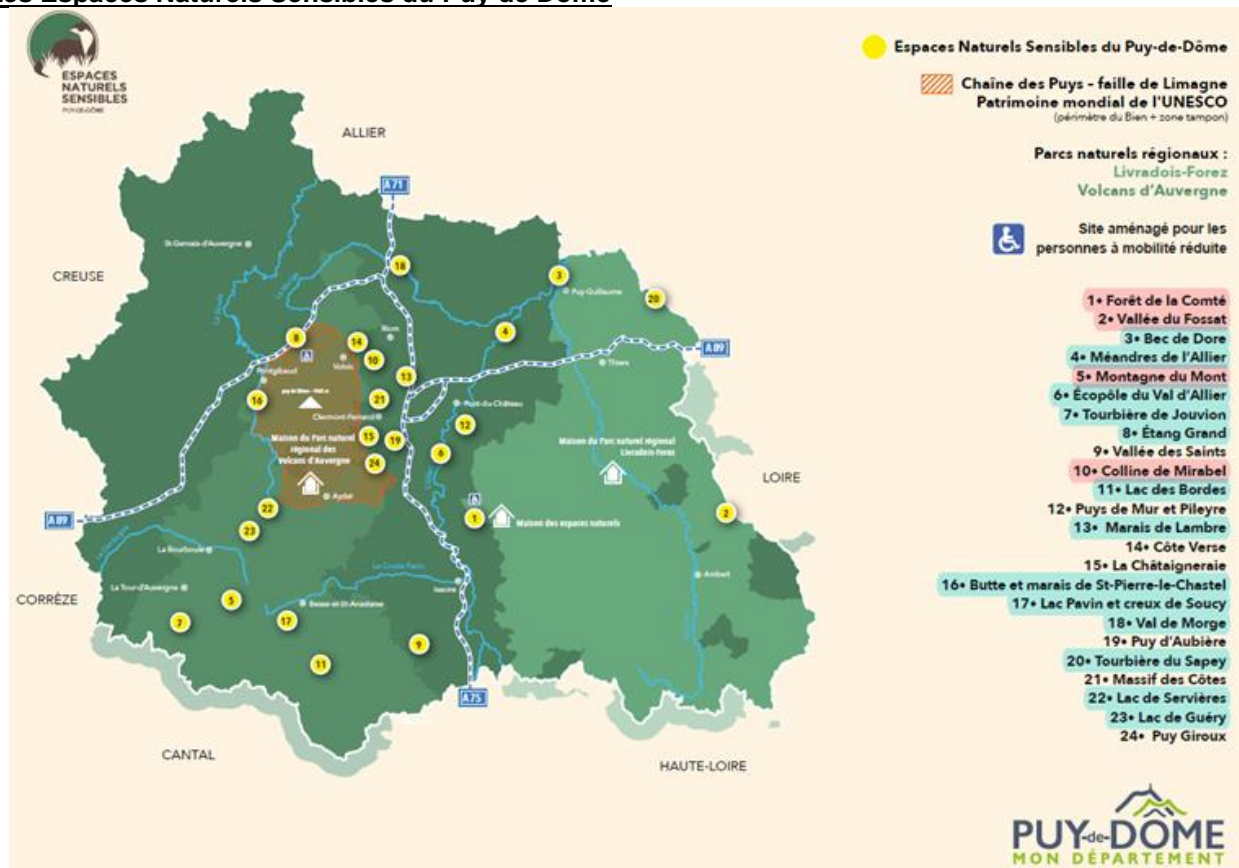 Les Espaces Naturels Sensibles du Puy de Dôme
ESPACES
NATURELS
SENSIBLES
PUY-DE-DÔME
Espaces Naturels Sensibles du Puy-de-Dôme
Chaîne des Puys - faille de Limagne
Patrimoine mondial de l'UNESCO
(périmètre du Bien + zone tampon)
Parcs naturels régionaux :
Livradois-Forez
Volcans d'Auvergne
Site aménagé pour les
personnes à mobilité réduite
1• Forêt de la Comté
2• Vallée du Fossat
3• Bec de Dore
4• Méandres de l'Allier
5• Montagne du Mont
6• Écopôle du Val d'Allier
7• Tourbière de Jouvion
8• Étang Grand
9• Vallée des Saints
10• Colline de Mirabel
11• Lac des Bordes
12• Puys de Mur et Pileyre
13• Marais de Lambre
14• Côte Verse
15• La Châtaigneraie
16• Butte et marais de St-Pierre-le-Chastel
17• Lac Pavin et creux de Soucy
18• Val de Morge
19• Puy d'Aubière
20• Tourbière du Sapey
21• Massif des Côtes
22• Lac de Servières
23• Lac de Guéry
24• Puy Giroux
PUY-de-DÔME
MON DÉPARTEMENT
ALLIER
A71
St-Gervais-d'Auvergne
CREUSE
18
3
Puy-Guillaume
20
8
14
Riom
Volvic
10
4
A89
Thiers
Pontgibaud
13
16
21
Clermont-Ferrand
Pont-du-Château
12
15
19
6
24
Maison du Parc naturel
régional des
Volcans d'Auvergne
Aydat
Maison du Parc naturel régional
Livradois-Forez
LOIRE
22
A89
23
1
Maison des espaces naturels
2
La Bourboule
La Tour-d'Auvergne
La Couze Pavin
Issoire
Ambert
CORRÈZE
5
Besse-et-St-Anastaise
7
17
9
11
A75
CANTAL
HAUTE-LOIRE